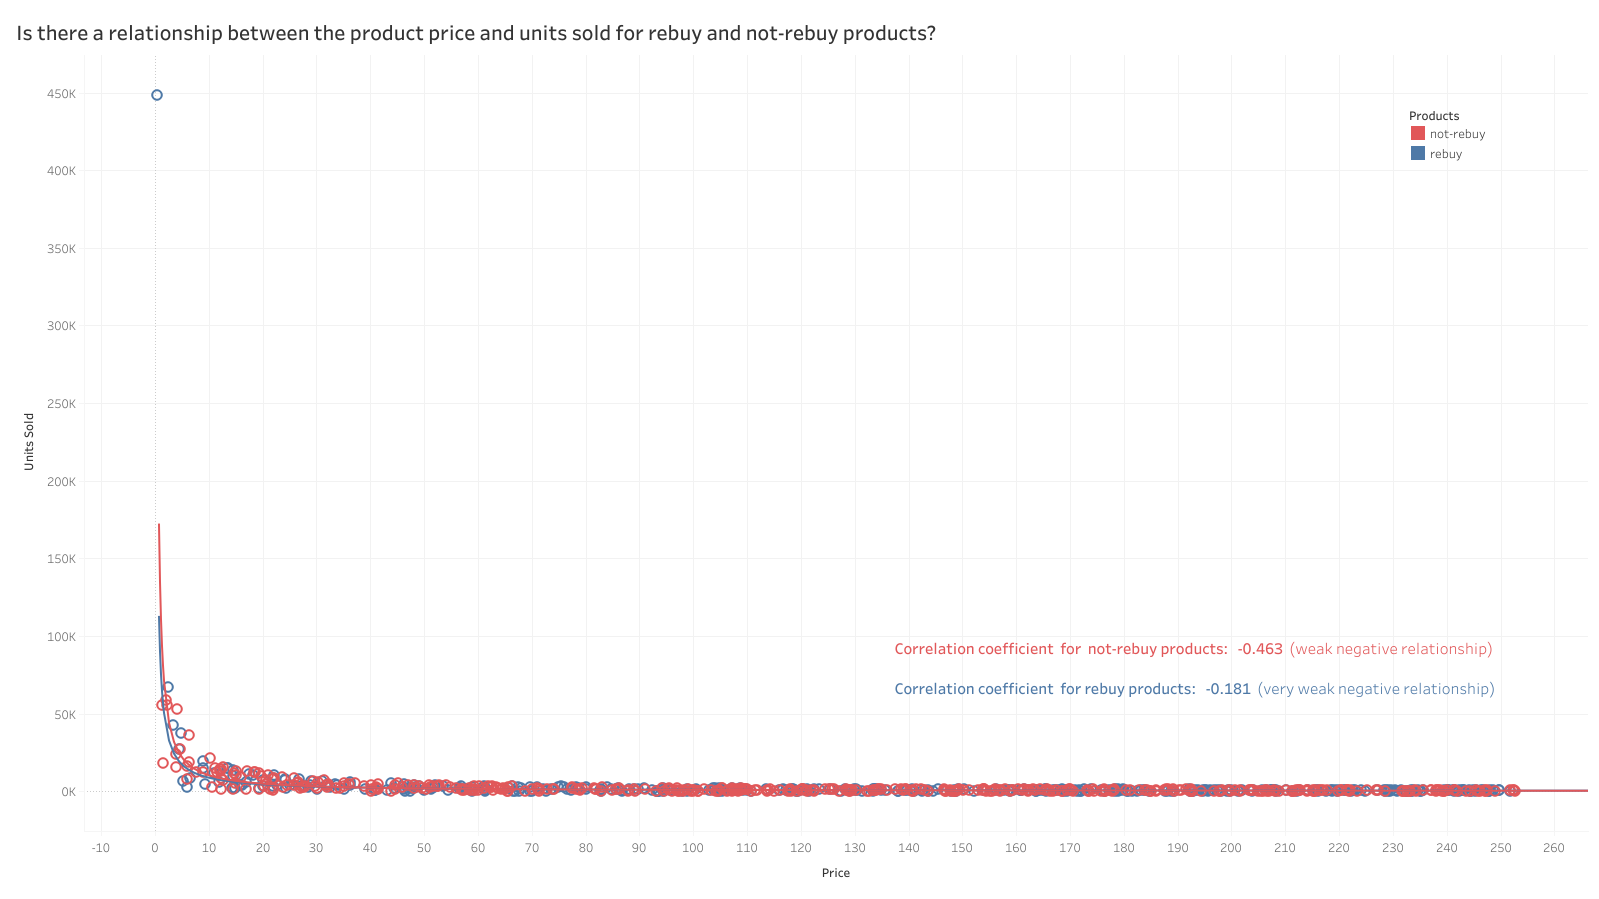 Is there a relationship between the product price and units sold for rebuy and not-rebuy products?
450K
400K
350K
300K
250K
200K
150K
100K
50K
0K
Units Sold
Products
not-rebuy
rebuy
Correlation coefficient for not-rebuy products: -0.463 (weak negative relationship)
Correlation coefficient for rebuy products: -0.181 (very weak negative relationship)
-10 0 10 20 30 40 50 60 70 80 90 100 110 120 130 140 150 160 170 180 190 200 210 220 230 240 250 260
Price